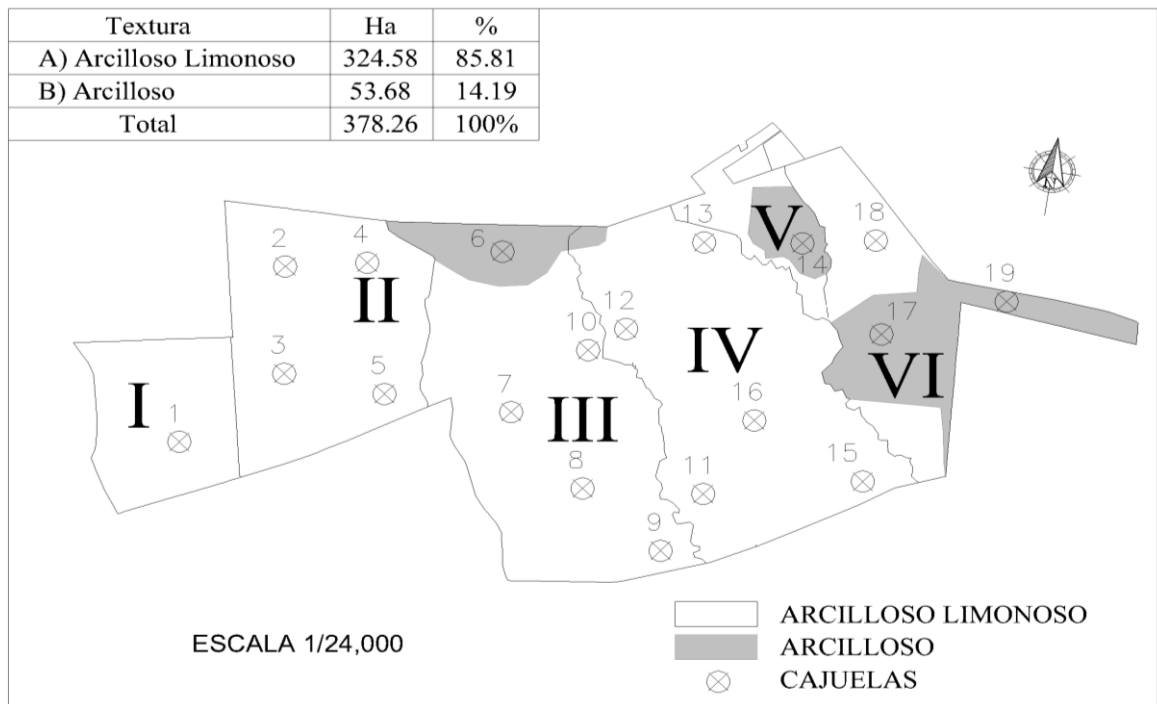 Textura Ha %
A) Arcilloso Limonoso 324.58 85.81
B) Arcilloso 53.68 14.19
Total 378.26 100%
N
13
V
18
2
4
6
14
II
19
12
17
10
IV
VI
3
5
I
7
III
16
1
8
11
15
9
ESCALA 1/24,000
ARCILLOSO LIMONOSO
ARCILLOSO
CAJUELAS